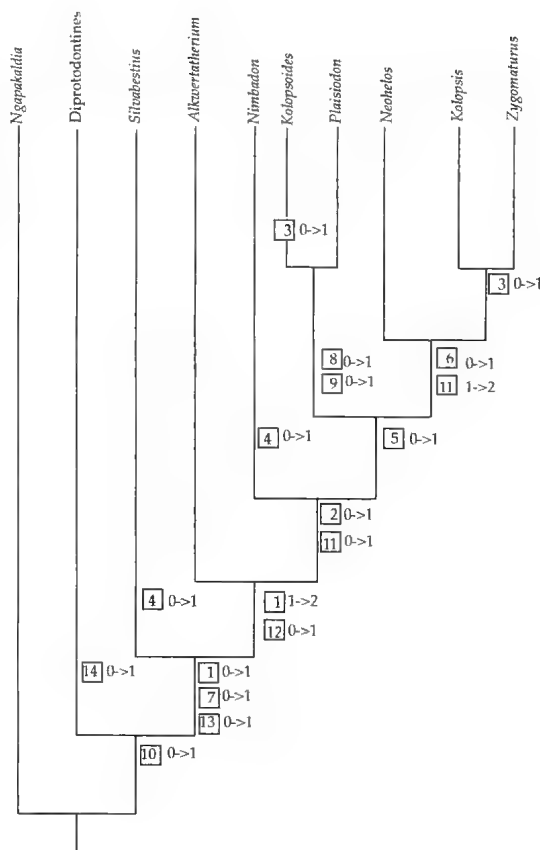 Ngapakaldia
Diprotodontines
Silvabestius
Alkwertatherium
Nimbadon
Kolopsoides
Plaisiodon
Neohelos
Kolopsis
Zygomaturus
3 0->1
3 0->1
8 0->1
9 0->1
6 0->1
11 1->2
4 0->1
5 0->1
2 0->1
11 0->1
4 0->1
1 1->2
12 0->1
14 0->1
1 0->1
7 0->1
13 0->1
10 0->1